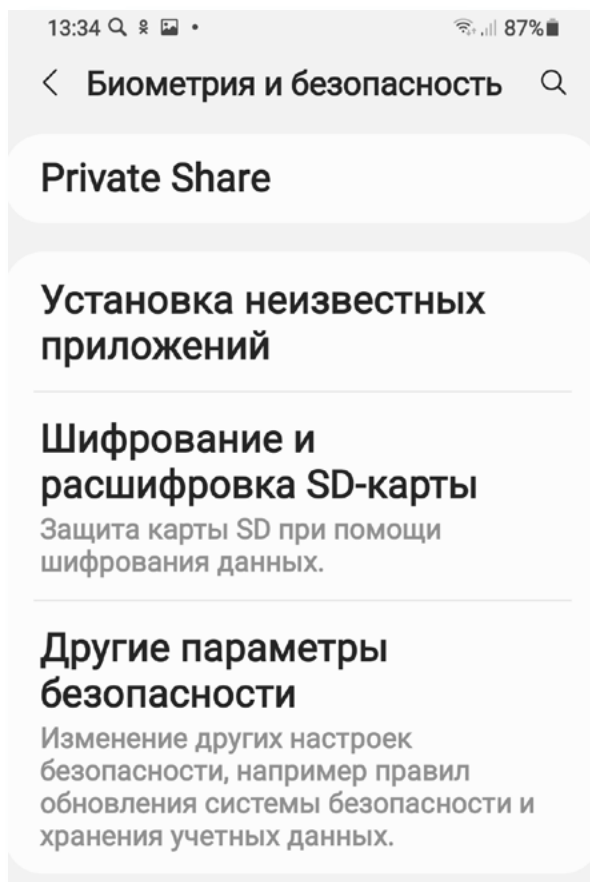 13:34
87%
Биометрия и безопасность
Private Share
Установка неизвестных
приложений
Шифрование и
расшифровка SD-карты
Защита карты SD при помощи
шифрования данных.
Другие параметры
безопасности
Изменение других настроек
безопасности, например правил
обновления системы безопасности и
хранения учетных данных.